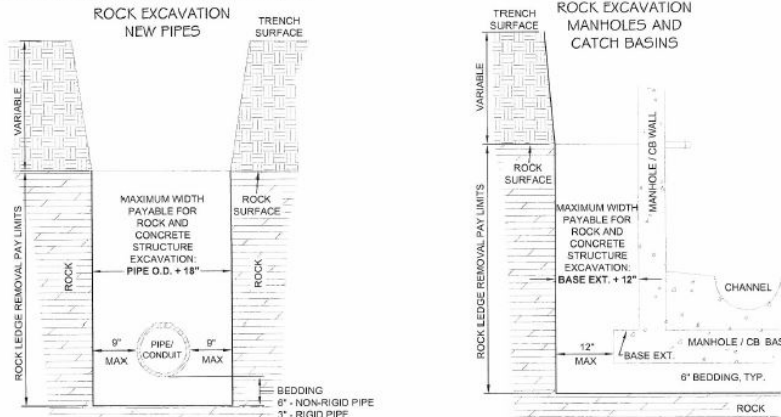 ROCK EXCAVATION
NEW PIPES
TRENCH
SURFACE
VARIABLE
ROCK LEDGE REMOVAL PAY LIMITS
ROCK
MAXIMUM WIDTH
PAYABLE FOR
ROCK AND
CONCRETE
STRUCTURE
EXCAVATION:
PIPE O.D. + 18"
ROCK
SURFACE
ROCK
9"
MAX
PIPE/
CONDUIT
9"
MAX
BEDDING
6" - NON-RIGID PIPE
3" - RIGID PIPE
ROCK EXCAVATION
MANHOLES AND
CATCH BASINS
TRENCH
SURFACE
VARIABLE
ROCK LEDGE REMOVAL PAY LIMITS
ROCK
SURFACE
MANHOLE / CB WALL
MAXIMUM WIDTH
PAYABLE FOR
ROCK AND
CONCRETE
STRUCTURE
EXCAVATION:
BASE EXT. + 12"
CHANNEL
12"
MAX
BASE EXT.
MANHOLE / CB BAS
6" BEDDING, TYP.
ROCK